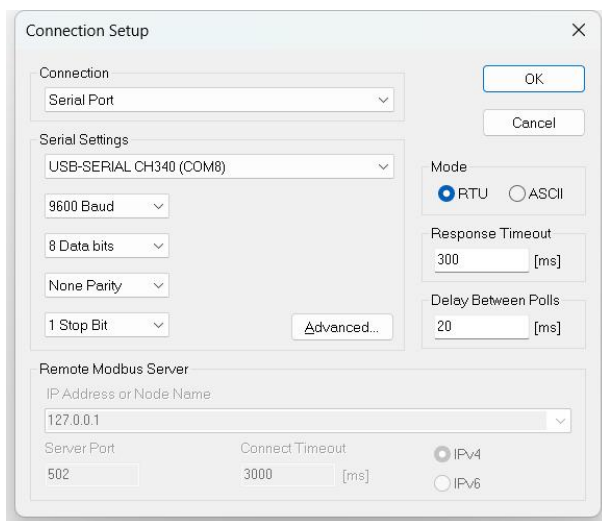 Connection Setup
Connection
Serial Port
OK
Cancel
Serial Settings
USB-SERIAL CH340 (COM8)
9600 Baud
8 Data bits
None Parity
1 Stop Bit
Advanced...
Mode
RTU ASCII
Response Timeout
300 [ms]
Delay Between Polls
20 [ms]
Remote Modbus Server
IP Address or Node Name
127.0.0.1
Server Port Connect Timeout
502 3000 [ms]
IPv4
IPv6